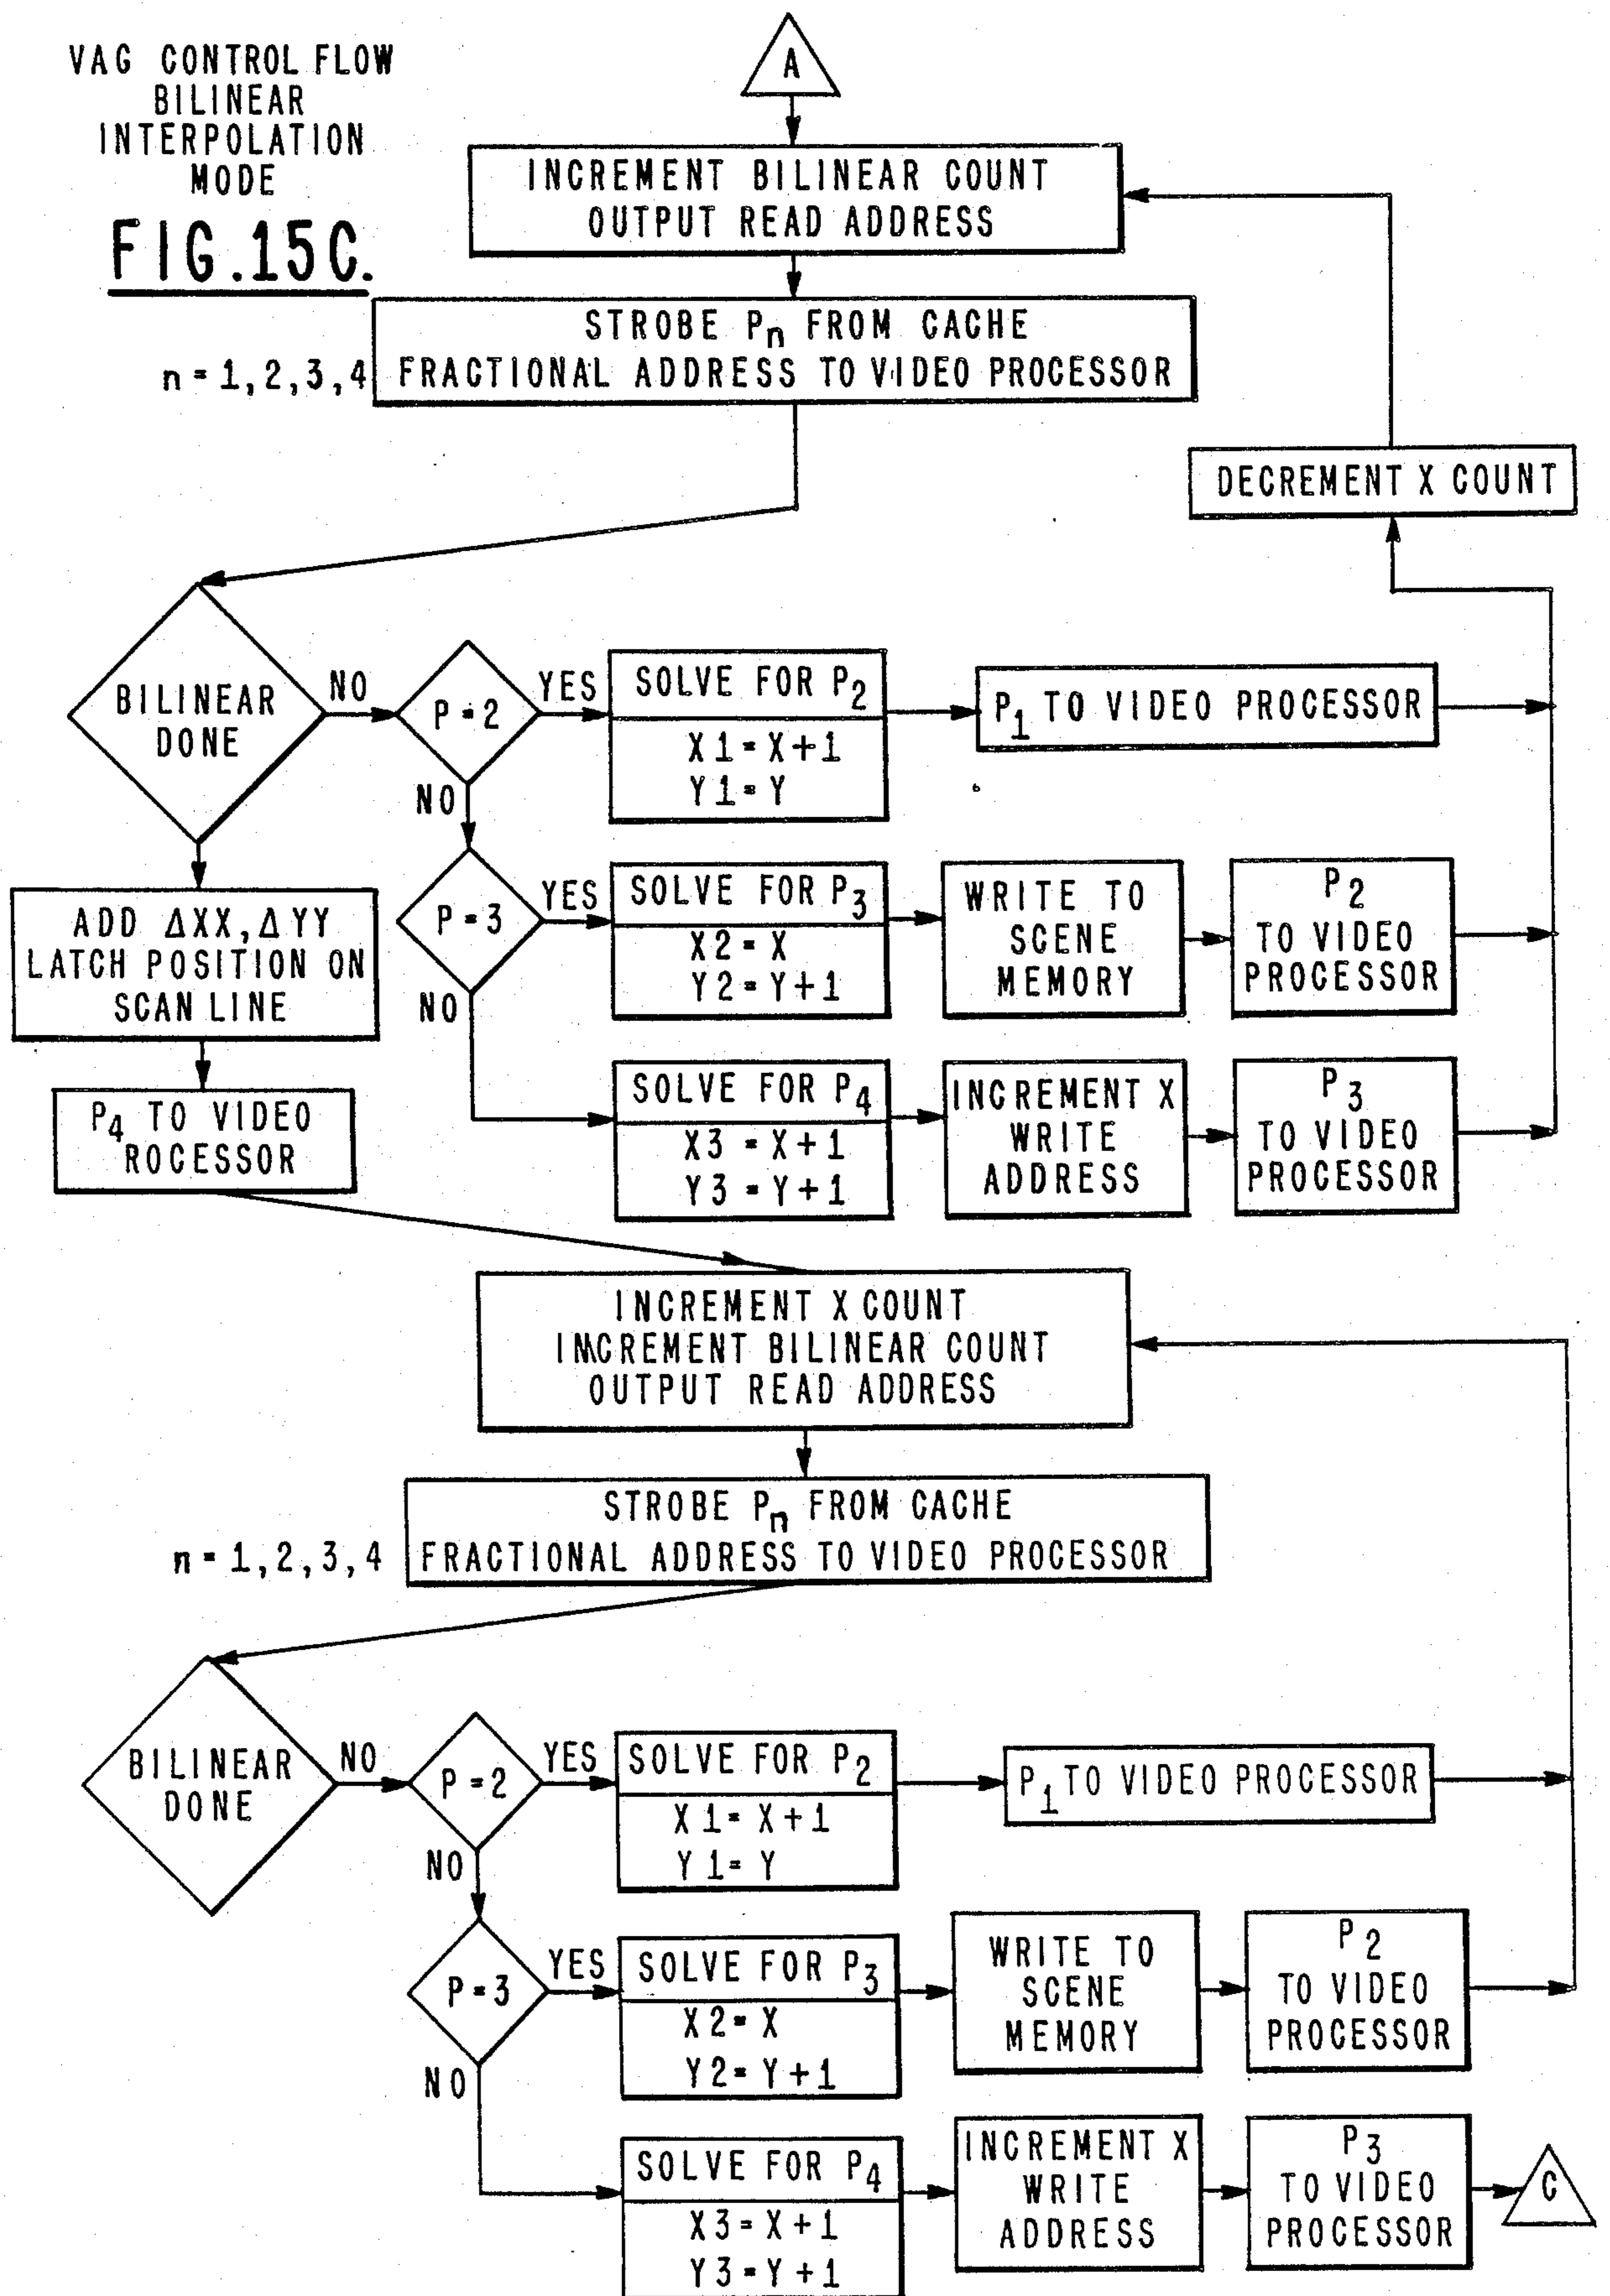 VAG CONTROL FLOW
BILINEAR
INTERPOLATION
MODE
FIG.15C.
A
INCREMENT BILINEAR COUNT
OUTPUT READ ADDRESS
STROBE Pn FROM CACHE
FRACTIONAL ADDRESS TO VIDEO PROCESSOR
n = 1,2,3,4
DECREMENT X COUNT
BILINEAR
DONE
NO
P = 2
YES
SOLVE FOR P2
X1 = X+1
Y1 = Y
P1 TO VIDEO PROCESSOR
NO
P = 3
YES
SOLVE FOR P3
X2 = X
Y2 = Y+1
WRITE TO
SCENE
MEMORY
P2
TO VIDEO
PROCESSOR
NO
ADD ΔXX, ΔYY
LATCH POSITION ON
SCAN LINE
SOLVE FOR P4
X3 = X+1
Y3 = Y+1
INCREMENT X
WRITE
ADDRESS
P3
TO VIDEO
PROCESSOR
P4 TO VIDEO
ROCESSOR
INCREMENT X COUNT
INCREMENT BILINEAR COUNT
OUTPUT READ ADDRESS
STROBE Pn FROM CACHE
FRACTIONAL ADDRESS TO VIDEO PROCESSOR
n = 1,2,3,4
BILINEAR
DONE
NO
P = 2
YES
SOLVE FOR P2
X1 = X+1
Y1 = Y
P1 TO VIDEO PROCESSOR
NO
P = 3
YES
SOLVE FOR P3
X2 = X
Y2 = Y+1
WRITE TO
SCENE
MEMORY
P2
TO VIDEO
PROCESSOR
NO
SOLVE FOR P4
X3 = X+1
Y3 = Y+1
INCREMENT X
WRITE
ADDRESS
P3
TO VIDEO
PROCESSOR
C